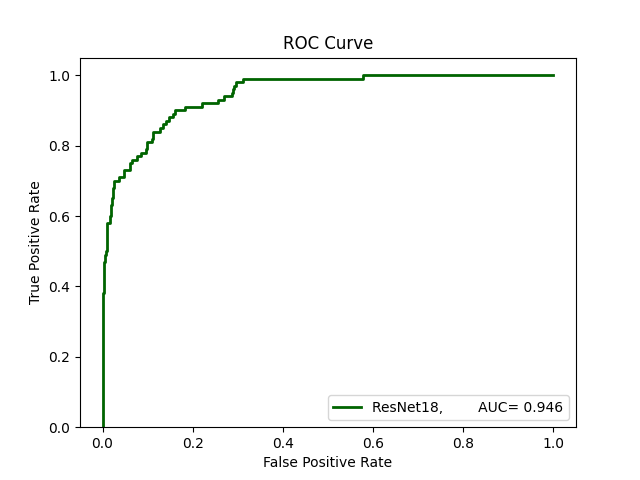 ROC Curve
True Positive Rate
1.0
0.8
0.6
0.4
0.2
0.0
ResNet18, AUC= 0.946
0.0 0.2 0.4 0.6 0.8 1.0
False Positive Rate